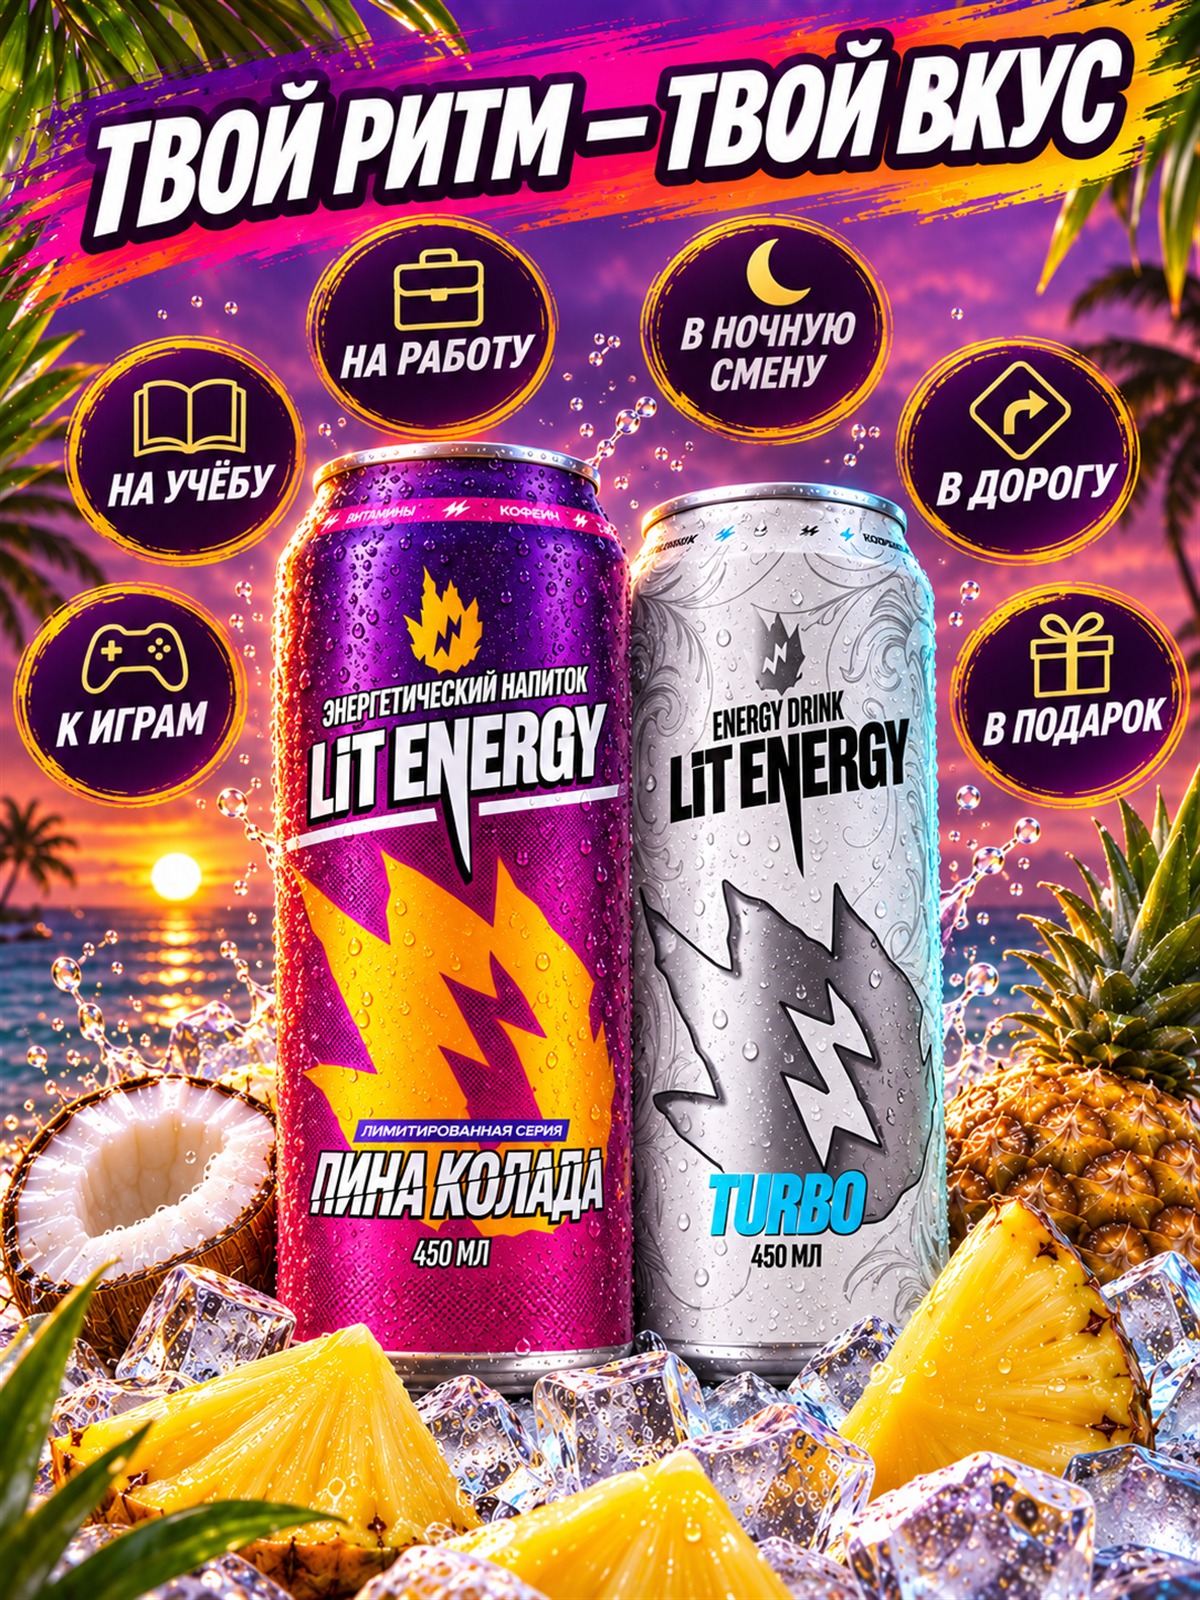 ТВОЙ РИТМ – ТВОЙ ВКУС
НА РАБОТУ
В НОЧНУЮ
СМЕНУ
НА УЧЁБУ
В ДОРОГУ
К ИГРАМ
В ПОДАРОК
ВИТАМИНЫ
КОФЕИН
ЭНЕРГЕТИЧЕСКИЙ НАПИТОК
LiT ENERGY
ЛИМИТИРОВАННАЯ СЕРИЯ
ПИНА КОЛАДА
450 МЛ
ENERGY DRINK
LiT ENERGY
TURBO
450 МЛ